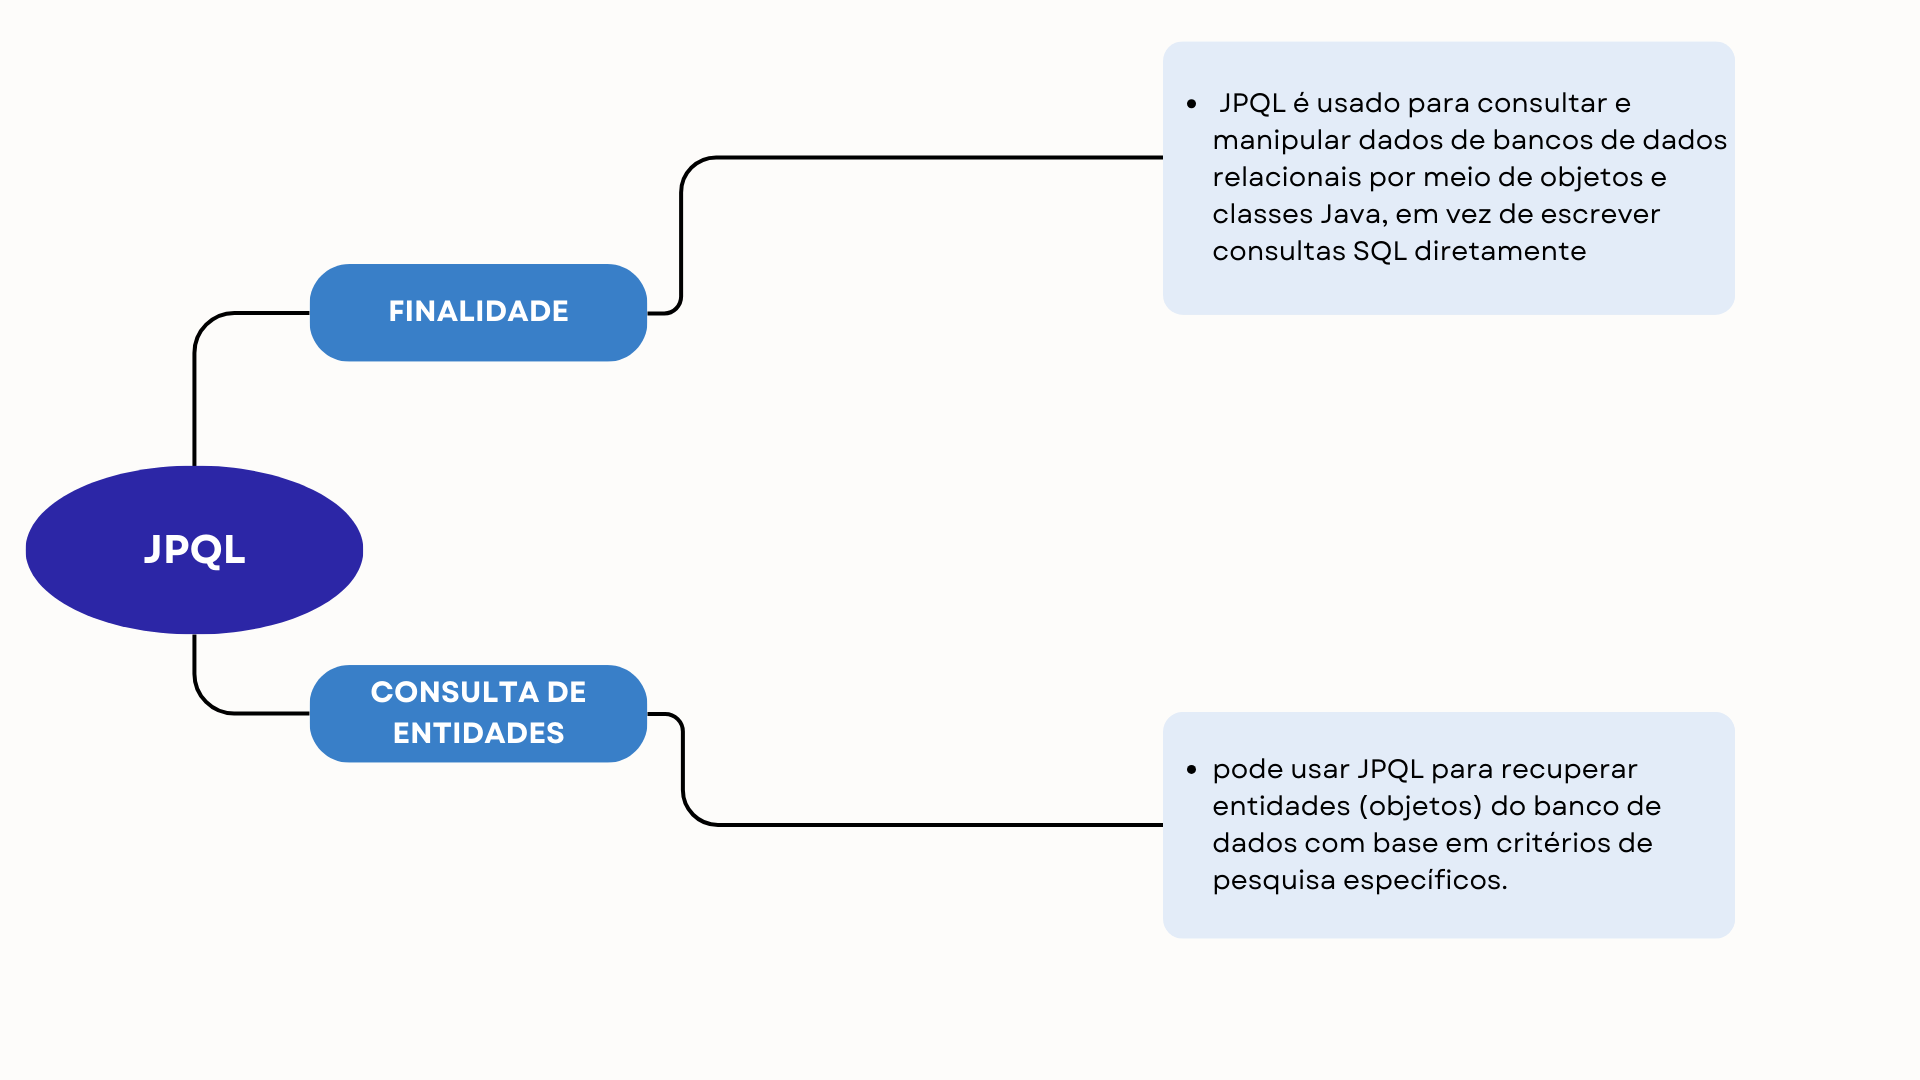 JPQL é usado para consultar e
manipular dados de bancos de dados
relacionais por meio de objetos e
classes Java, em vez de escrever
consultas SQL diretamente
FINALIDADE
JPQL
CONSULTA DE
ENTIDADES
pode usar JPQL para recuperar
entidades (objetos) do banco de
dados com base em critérios de
pesquisa específicos.